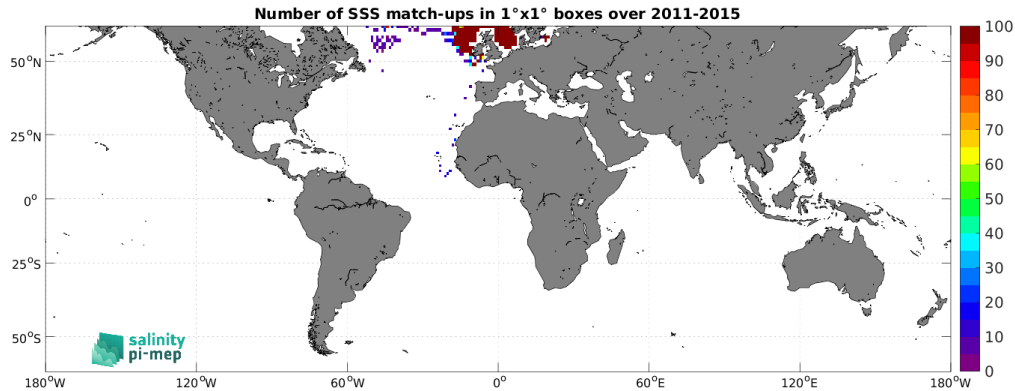 Number of SSS match-ups in 1°x1° boxes over 2011-2015
50°N
25°N
0°
25°S
50°S
180°W
120°W
60°W
0°
60°E
120°E
180°W
100
90
80
70
60
50
40
30
20
10
0
salinity
pi-mep